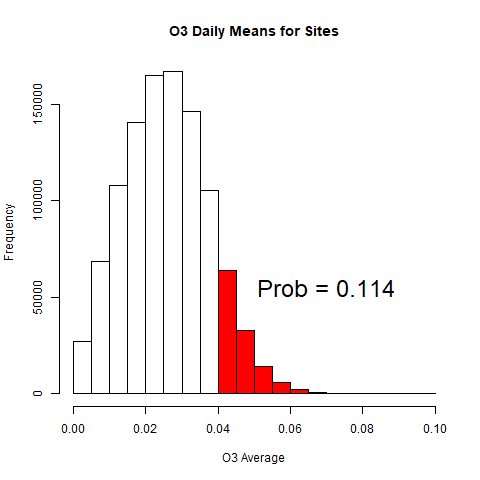 O3 Daily Means for Sites
Frequency
150000
100000
50000
0
Prob = 0.114
0.00 0.02 0.04 0.06 0.08 0.10
O3 Average